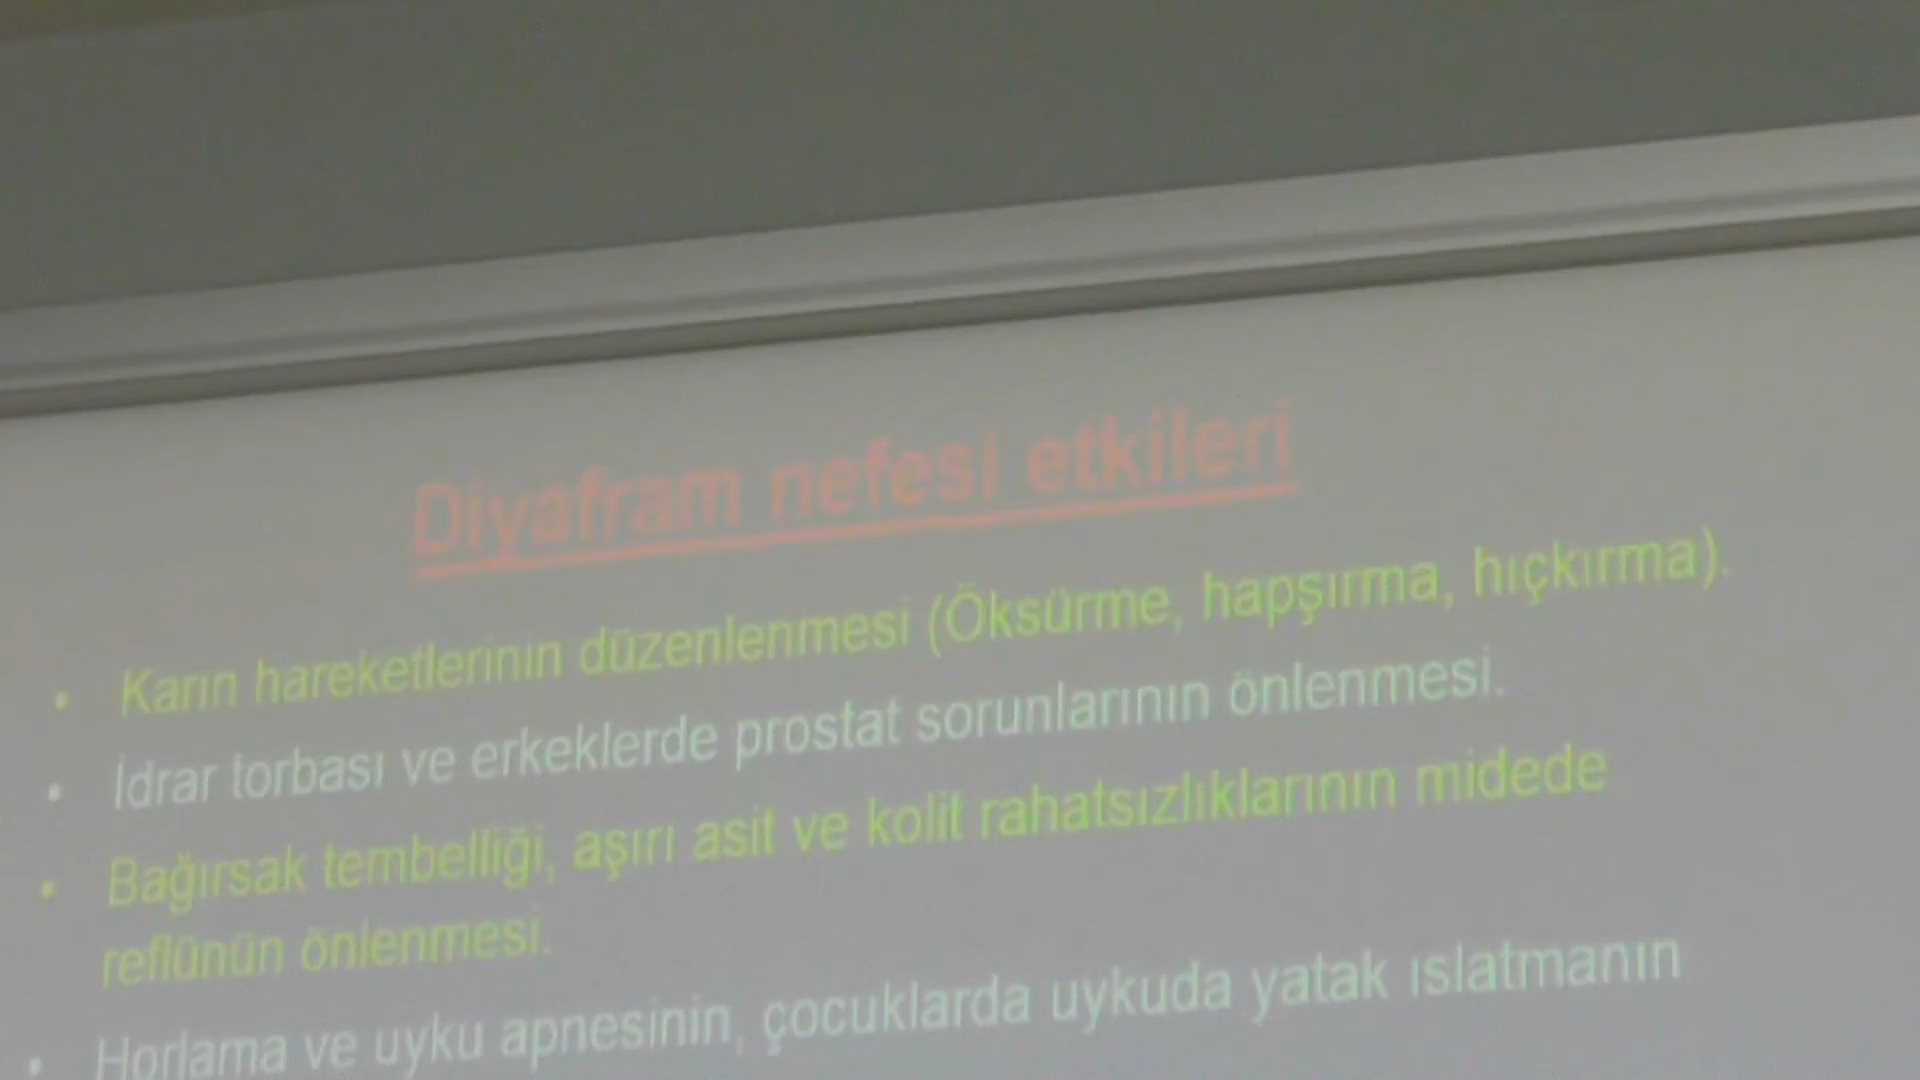 Diyafram nefesi etkileri
• Karın hareketlerinin düzenlenmesi (Öksürme, hapşırma, hıçkırma).
• İdrar torbası ve erkeklerde prostat sorunlarının önlenmesi.
• Bağırsak tembelliği, aşırı asit ve kolit rahatsızlıklarının midede
reflünün önlenmesi.
• Horlama ve uyku apnesinin, çocuklarda uykuda yatak ıslatmanın